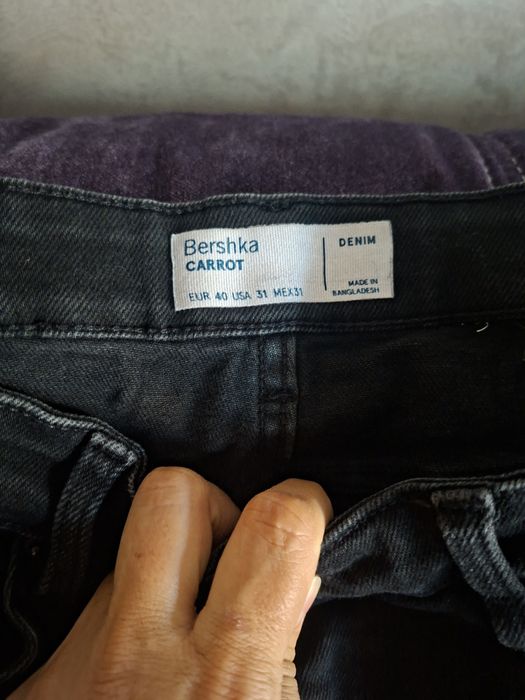 Bershka
CARROT
EUR 40 USA 31 MEX31
DENIM
MADE IN
BANGLADESH